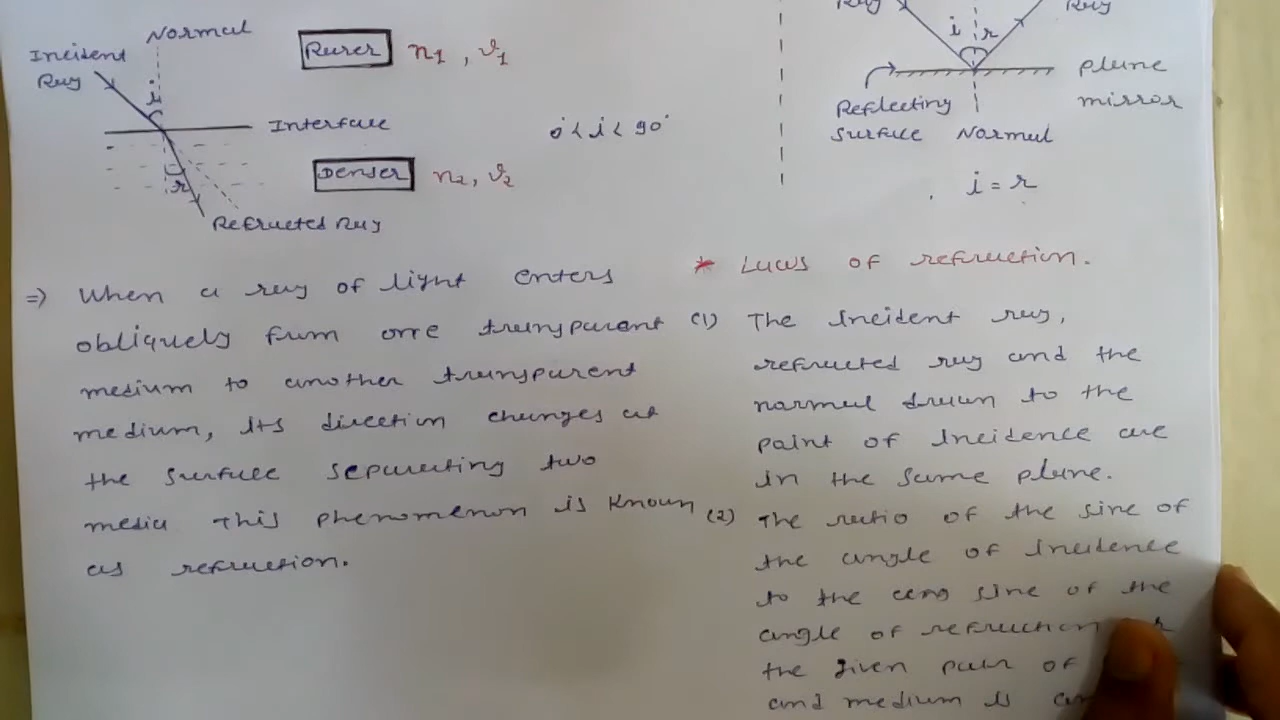 Normal
Incident
Ray
i
Interface
r
Refracted Ray
Rarer n1, v1
Denser n2, v2
0° < i < 90°
Ray
Ray
i r
Plane
mirror
Reflecting
surface Normal
i = r
=> When a ray of light enters
obliquely from one transparent
medium to another transparent
medium, its direction changes at
the surface separating two
media This phenomenon is known
as refraction.
* Laws of refraction.
(1) The incident ray,
refracted ray and the
normal drawn to the
point of incidence are
in the same plane.
(2) The ratio of the sine of
the angle of incidence
to the sine of the
angle of refraction
the given pair of
and medium is